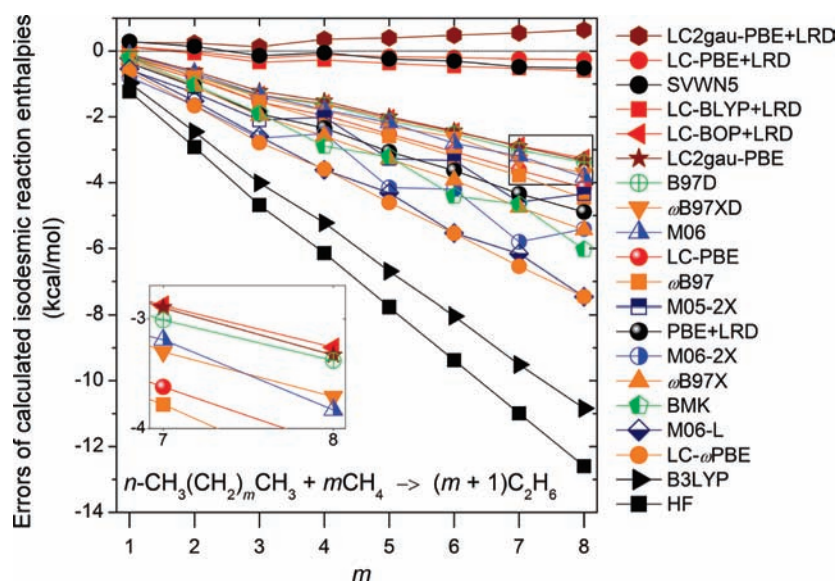 Errors of calculated isodesmic reaction enthalpies
(kcal/mol)
0
-2
-4
-6
-8
-10
-12
-14
-3
-4
7 8
n-CH₃(CH₂)ₘCH₃ + mCH₄ -> (m + 1)C₂H₆
1 2 3 4 5 6 7 8
m
LC2gau-PBE+LRD
LC-PBE+LRD
SVWN5
LC-BLYP+LRD
LC-BOP+LRD
LC2gau-PBE
B97D
ωB97XD
M06
LC-PBE
ωB97
M05-2X
PBE+LRD
M06-2X
ωB97X
BMK
M06-L
LC-ωPBE
B3LYP
HF